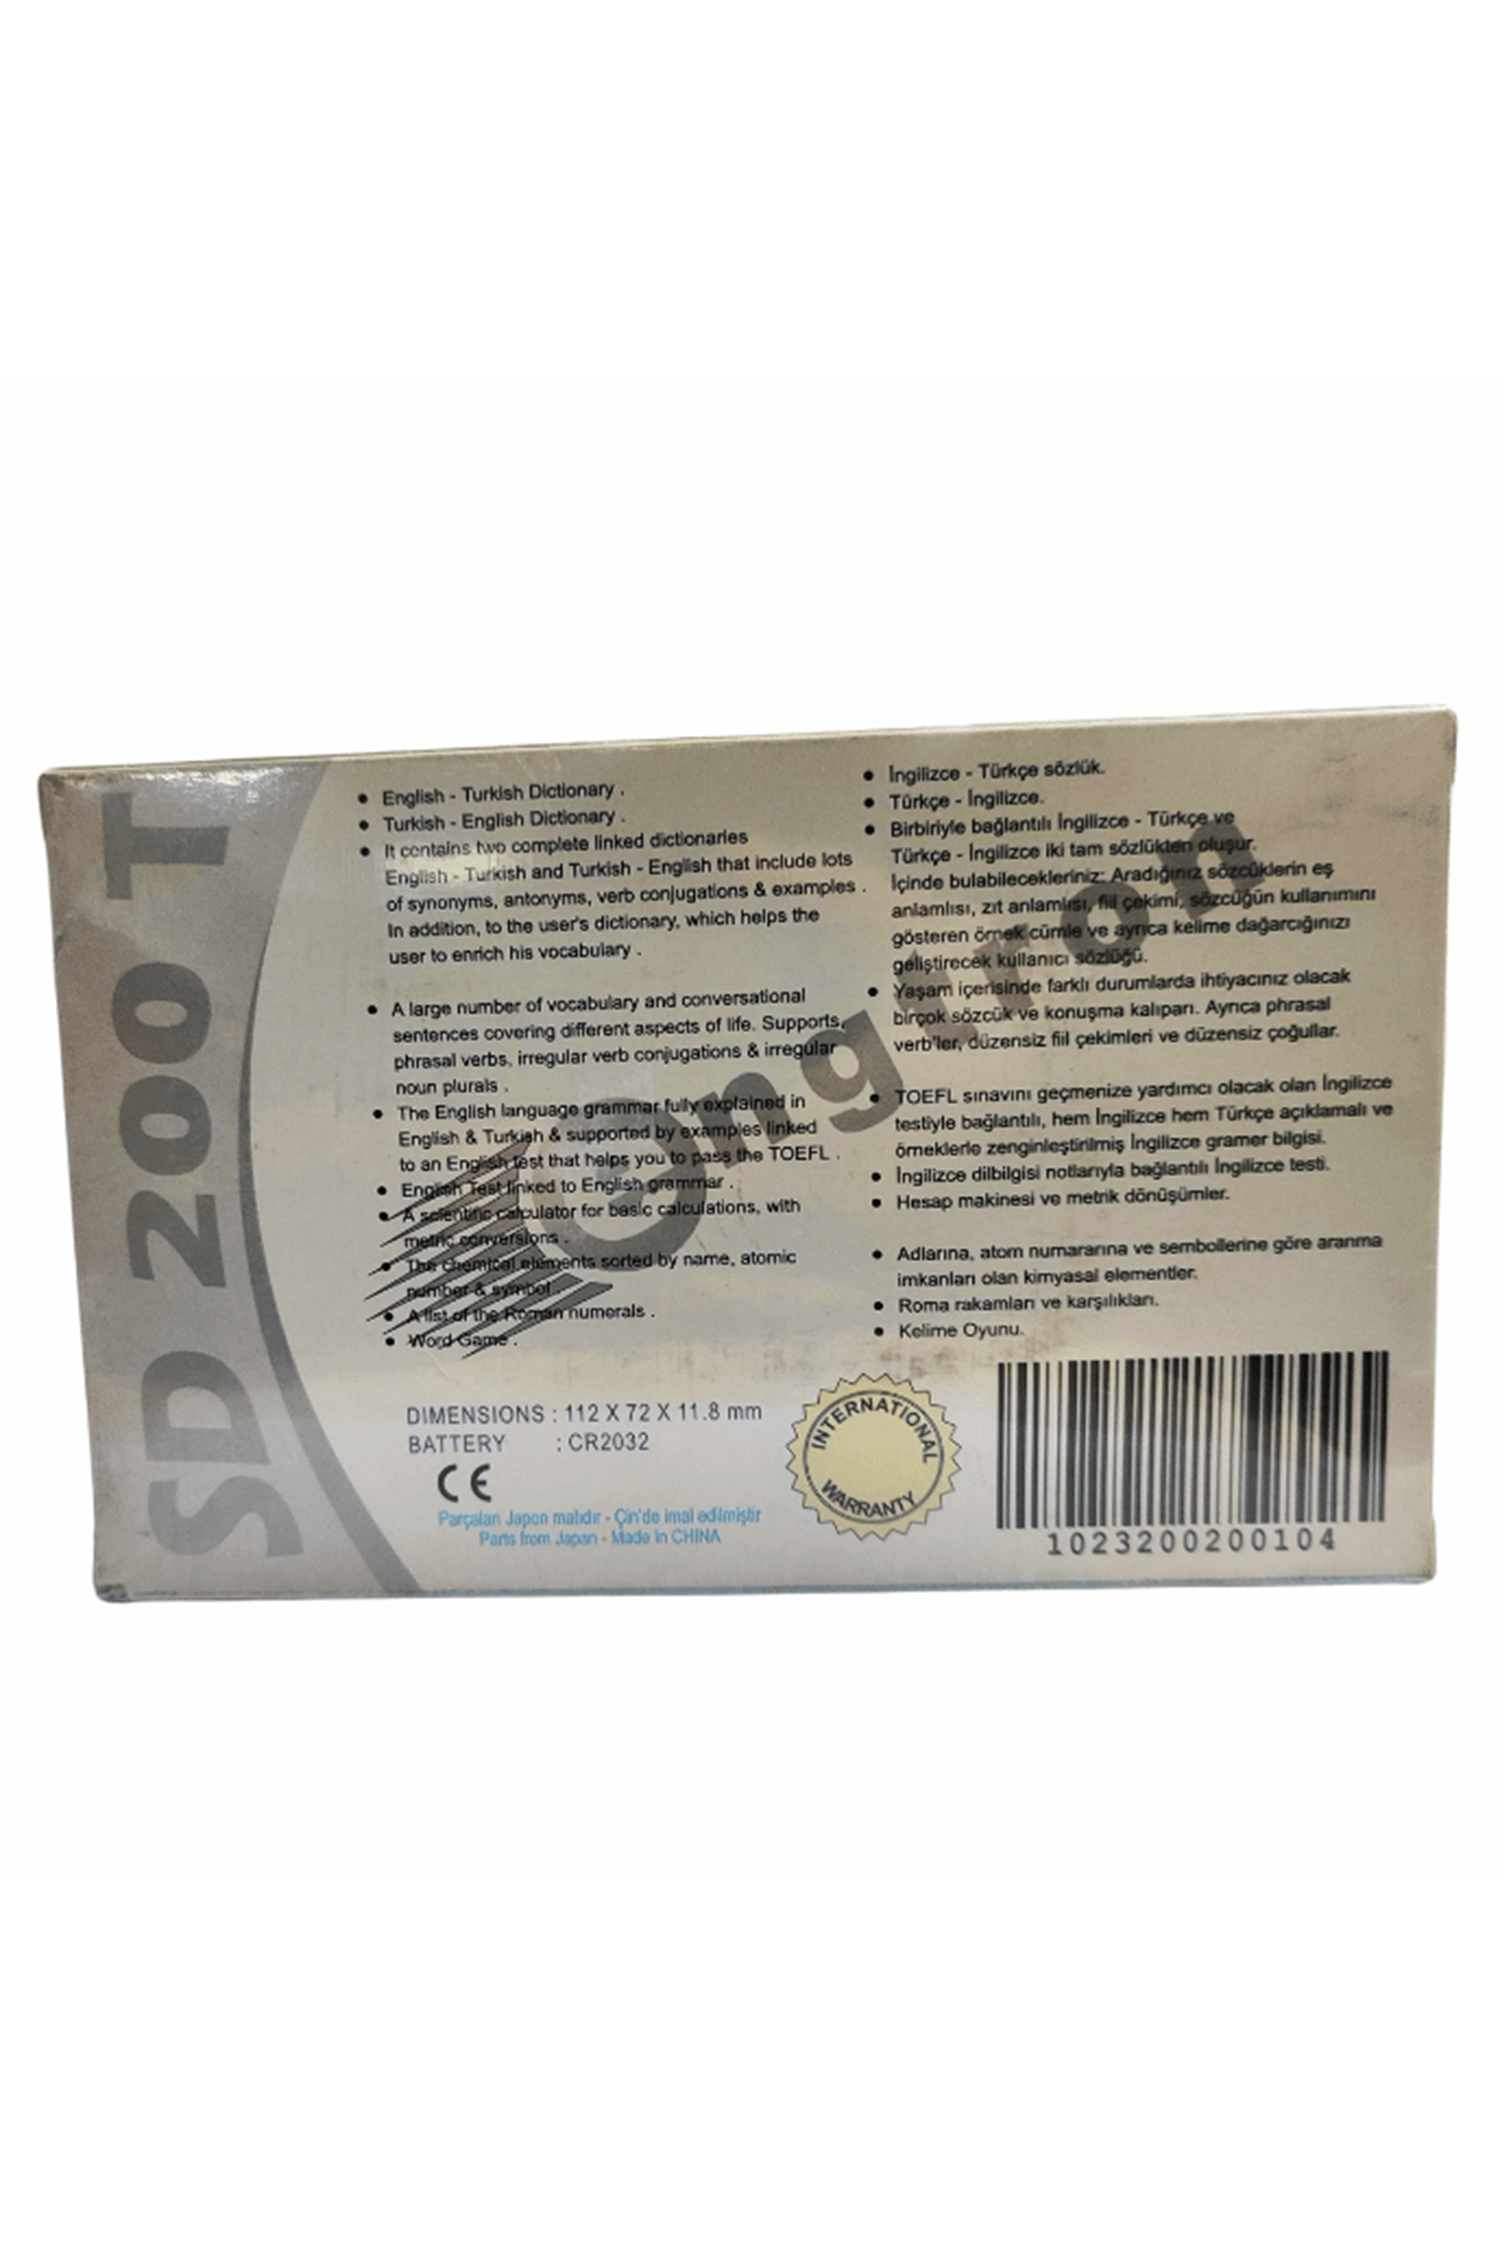 SD 200 T
• English - Turkish Dictionary .
• Turkish - English Dictionary .
• It contains two complete linked dictionaries
English - Turkish and Turkish - English that include lots
of synonyms, antonyms, verb conjugations & examples .
In addition, to the user's dictionary, which helps the
user to enrich his vocabulary .
• A large number of vocabulary and conversational
sentences covering different aspects of life. Supports,
phrasal verbs, irregular verb conjugations & irregular
noun plurals .
• The English language grammar fully explained in
English & Turkish & supported by examples linked
to an English test that helps you to pass the TOEFL .
• English Test linked to English grammar .
• A scientific calculator for basic calculations, with
metric conversions .
• The chemical elements sorted by name, atomic
number & symbol .
• A list of the Roman numerals .
• Word Game .
• İngilizce - Türkçe sözlük.
• Türkçe - İngilizce.
• Birbiriyle bağlantılı İngilizce - Türkçe ve
Türkçe - İngilizce iki tam sözlükten oluşur.
İçinde bulabilecekleriniz: Aradığınız sözcüklerin eş
anlamlısı, zıt anlamlısı, fiil çekimi, sözcüğün kullanımını
gösteren örnek cümle ve ayrıca kelime dağarcığınızı
geliştirecek kullanıcı sözlüğü.
• Yaşam içerisinde farklı durumlarda ihtiyacınız olacak
birçok sözcük ve konuşma kalıparı. Ayrıca phrasal
verb'ler, düzensiz fiil çekimleri ve düzensiz çoğullar.
• TOEFL sınavını geçmenize yardımcı olacak olan İngilizce
testiyle bağlantılı, hem İngilizce hem Türkçe açıklamalı ve
örneklerle zenginleştirilmiş İngilizce gramer bilgisi.
• İngilizce dilbilgisi notlarıyla bağlantılı İngilizce testi.
• Hesap makinesi ve metrik dönüşümler.
• Adlarına, atom numararına ve sembollerine göre aranma
imkanları olan kimyasal elementler.
• Roma rakamları ve karşılıkları.
• Kelime Oyunu.
DIMENSIONS : 112 X 72 X 11.8 mm
BATTERY : CR2032
CE
Parçaları Japon malıdır - Çin'de imal edilmiştir
Parts from Japan - Made in CHINA
INTERNATIONAL
WARRANTY
1023200200104